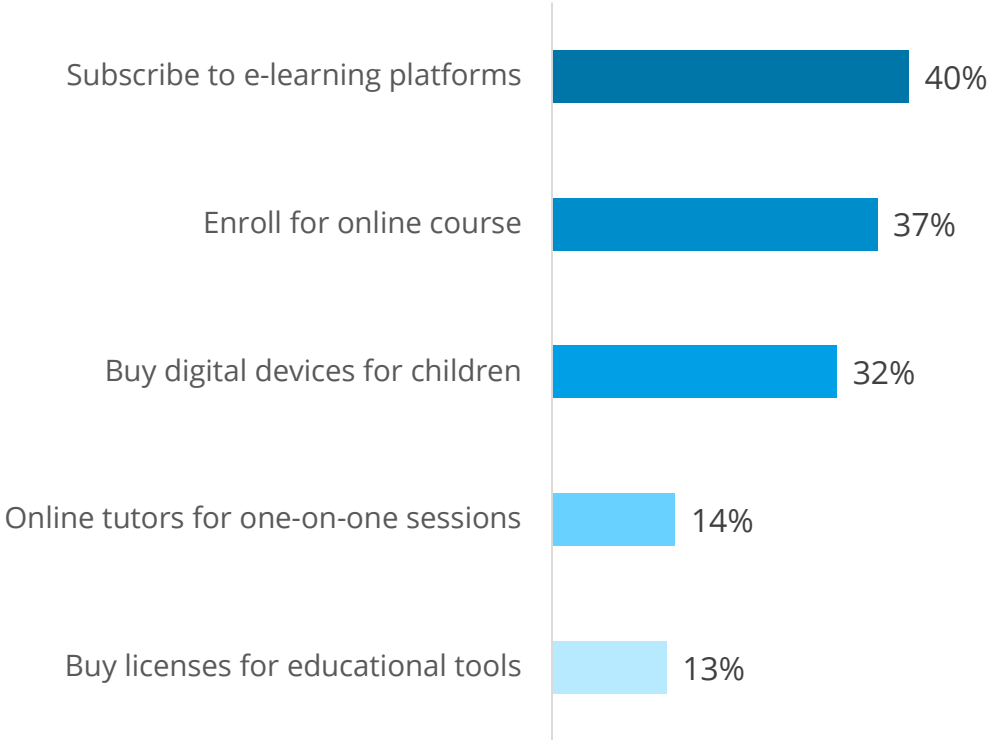 Subscribe to e-learning platforms 40%
Enroll for online course 37%
Buy digital devices for children 32%
Online tutors for one-on-one sessions 14%
Buy licenses for educational tools 13%